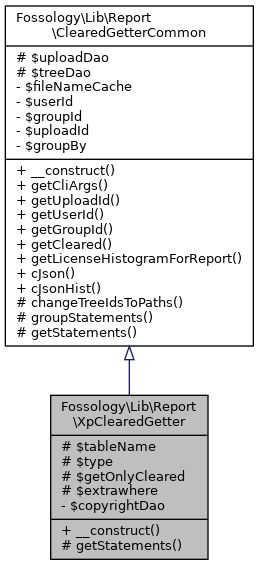 Fossology\Lib\Report
\ClearedGetterCommon
# $uploadDao
# $treeDao
- $fileNameCache
- $userId
- $groupId
- $uploadId
- $groupBy
+ __construct()
+ getCliArgs()
+ getUploadId()
+ getUserId()
+ getGroupId()
+ getCleared()
+ getLicenseHistogramForReport()
+ cJson()
+ cJsonHist()
# changeTreeIdsToPaths()
# groupStatements()
# getStatements()
Fossology\Lib\Report
\XpClearedGetter
# $tableName
# $type
# $getOnlyCleared
# $extrawhere
- $copyrightDao
+ __construct()
# getStatements()